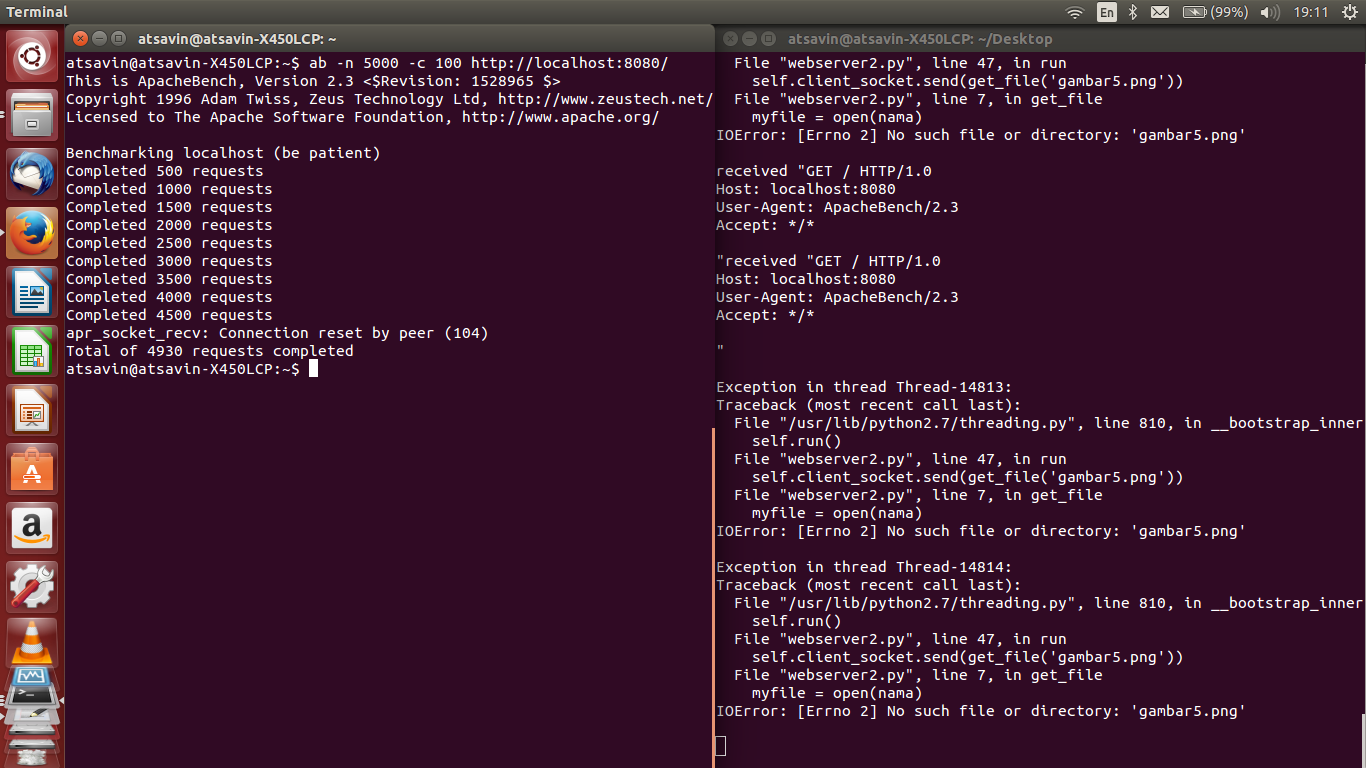 Terminal
En
(99%)
19:11
atsavin@atsavin-X450LCP: ~
atsavin@atsavin-X450LCP:~$ ab -n 5000 -c 100 http://localhost:8080/
This is ApacheBench, Version 2.3 <$Revision: 1528965 $>
Copyright 1996 Adam Twiss, Zeus Technology Ltd, http://www.zeustech.net/
Licensed to The Apache Software Foundation, http://www.apache.org/

Benchmarking localhost (be patient)
Completed 500 requests
Completed 1000 requests
Completed 1500 requests
Completed 2000 requests
Completed 2500 requests
Completed 3000 requests
Completed 3500 requests
Completed 4000 requests
Completed 4500 requests
apr_socket_recv: Connection reset by peer (104)
Total of 4930 requests completed
atsavin@atsavin-X450LCP:~$
atsavin@atsavin-X450LCP: ~/Desktop
  File "webserver2.py", line 47, in run
    self.client_socket.send(get_file('gambar5.png'))
  File "webserver2.py", line 7, in get_file
    myfile = open(nama)
IOError: [Errno 2] No such file or directory: 'gambar5.png'

received "GET / HTTP/1.0
Host: localhost:8080
User-Agent: ApacheBench/2.3
Accept: */*

"received "GET / HTTP/1.0
Host: localhost:8080
User-Agent: ApacheBench/2.3
Accept: */*

"

Exception in thread Thread-14813:
Traceback (most recent call last):
  File "/usr/lib/python2.7/threading.py", line 810, in __bootstrap_inner
    self.run()
  File "webserver2.py", line 47, in run
    self.client_socket.send(get_file('gambar5.png'))
  File "webserver2.py", line 7, in get_file
    myfile = open(nama)
IOError: [Errno 2] No such file or directory: 'gambar5.png'

Exception in thread Thread-14814:
Traceback (most recent call last):
  File "/usr/lib/python2.7/threading.py", line 810, in __bootstrap_inner
    self.run()
  File "webserver2.py", line 47, in run
    self.client_socket.send(get_file('gambar5.png'))
  File "webserver2.py", line 7, in get_file
    myfile = open(nama)
IOError: [Errno 2] No such file or directory: 'gambar5.png'